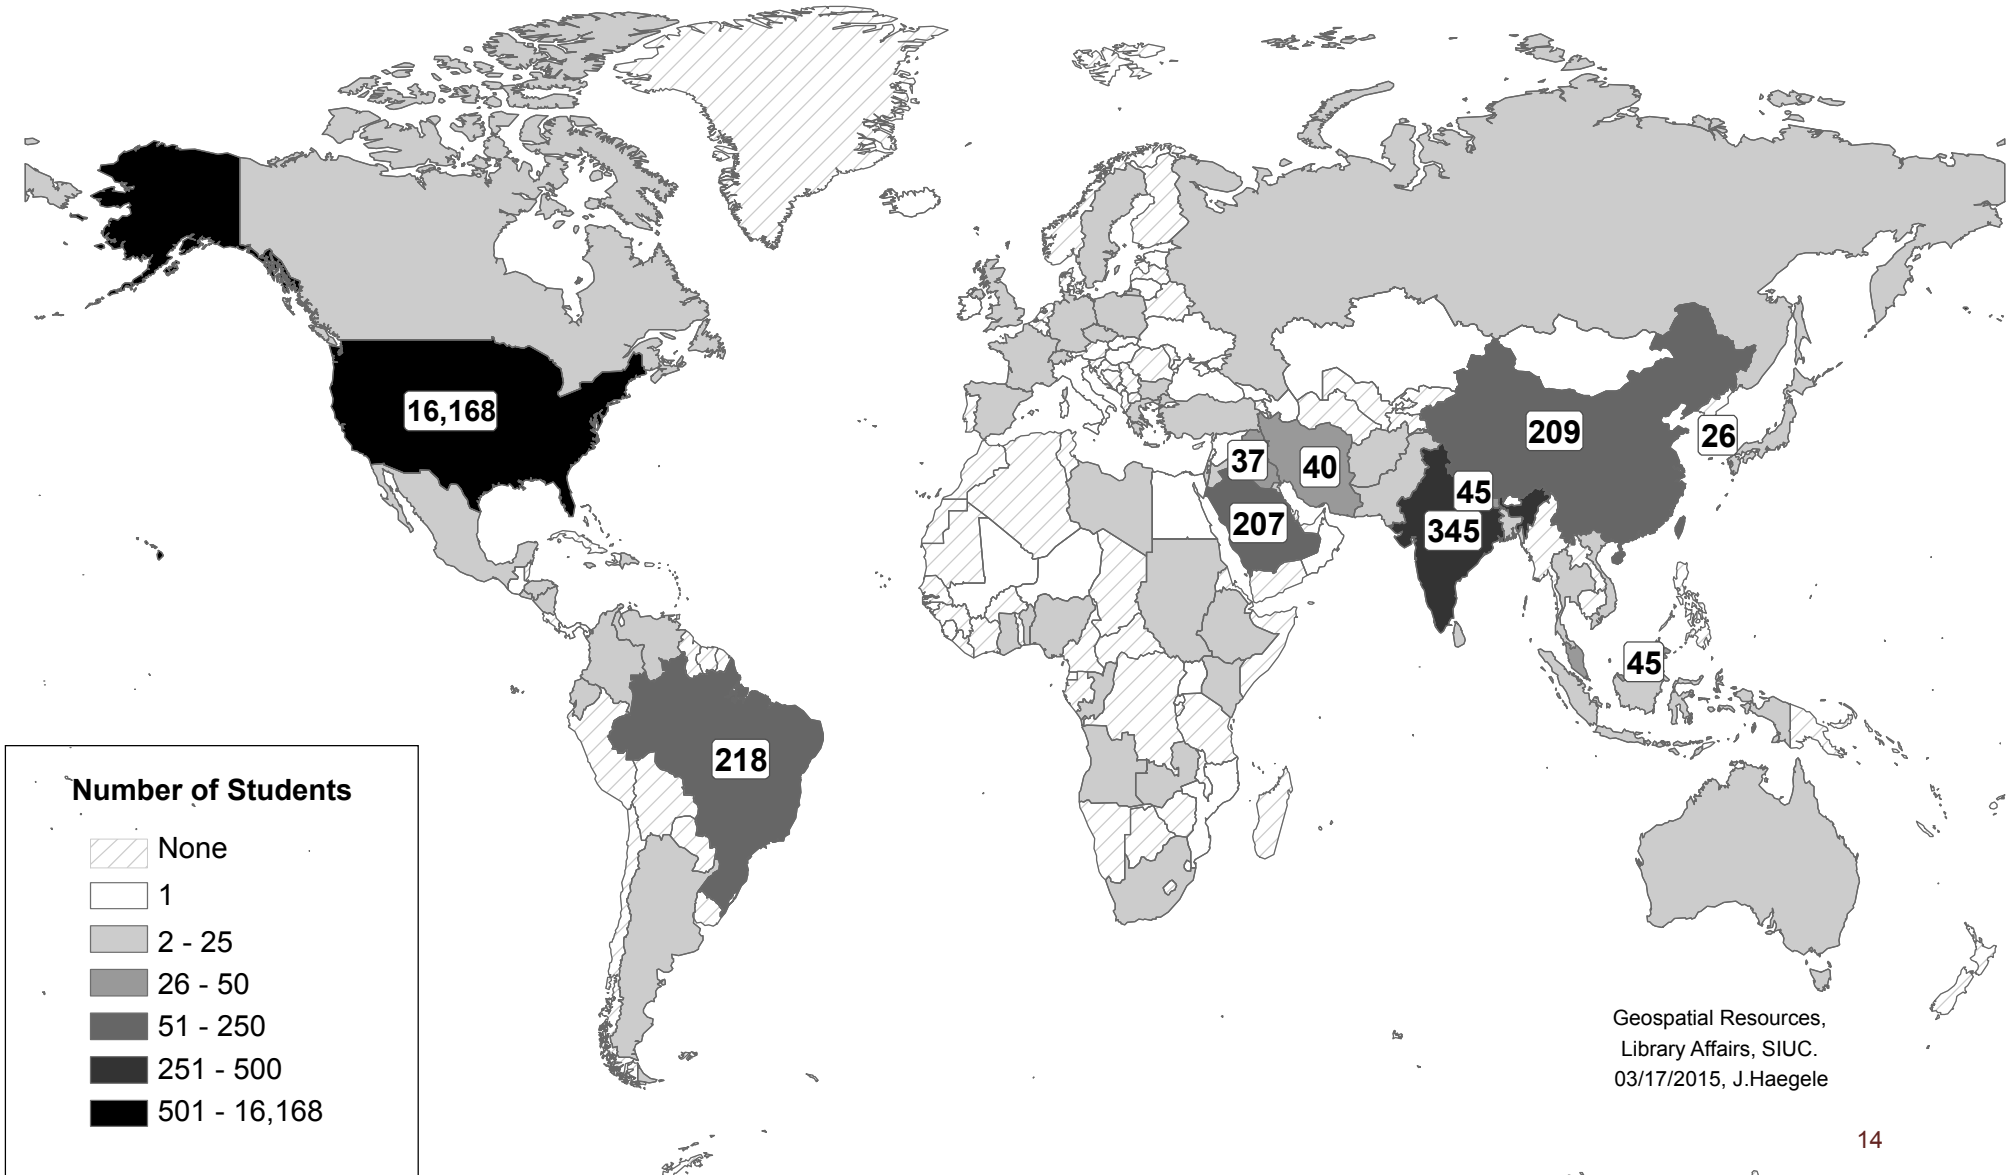 16,168
209
26
37
40
45
207
345
45
218
Number of Students
None
1
2 - 25
26 - 50
51 - 250
251 - 500
501 - 16,168
Geospatial Resources,
Library Affairs, SIUC.
03/17/2015, J.Haegele
14